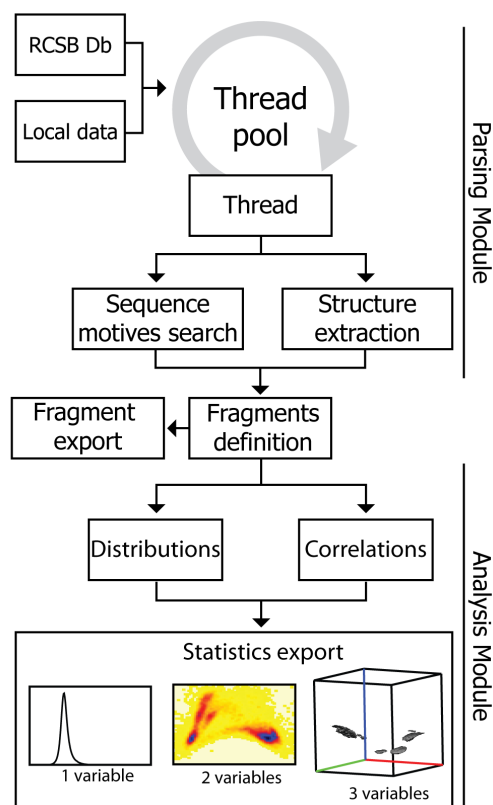 RCSB Db
Local data
Thread
pool
Thread
Sequence
motives search
Structure
extraction
Parsing Module
Fragment
export
Fragments
definition
Distributions
Correlations
Analysis Module
Statistics export
1 variable
2 variables
3 variables